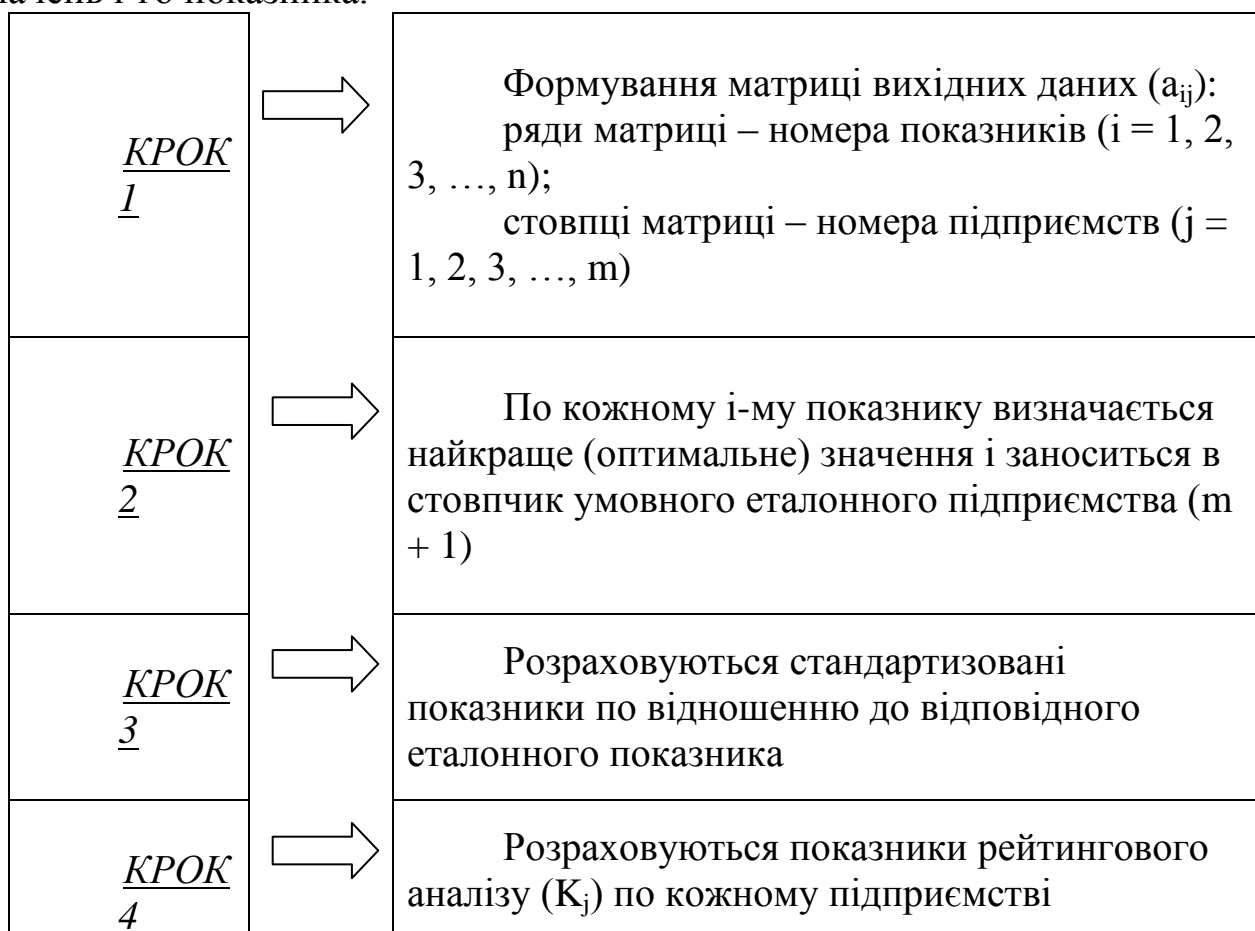 показника.
КРОК
1
Формування матриці вихідних даних (aij):
ряди матриці – номера показників (i = 1, 2,
3, …, n);
стовпці матриці – номера підприємств (j =
1, 2, 3, …, m)
КРОК
2
По кожному і-му показнику визначається
найкраще (оптимальне) значення і заноситься в
стовпчик умовного еталонного підприємства (m
+ 1)
КРОК
3
Розраховуються стандартизовані
показники по відношенню до відповідного
еталонного показника
КРОК
4
Розраховуються показники рейтингового
аналізу (Kj) по кожному підприємстві